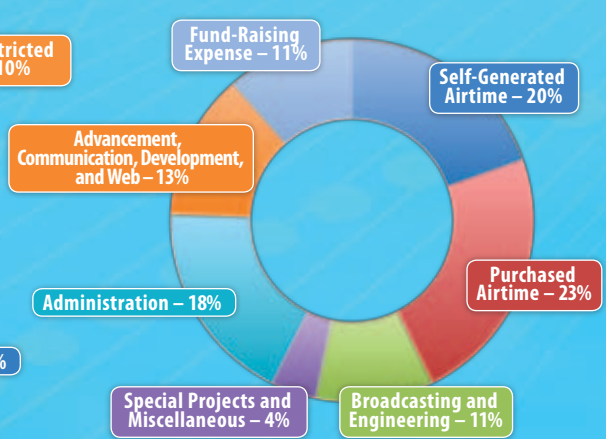 Fund-Raising
Expense – 11%
tricted
10%
Self-Generated
Airtime – 20%
Advancement,
Communication, Development,
and Web – 13%
Purchased
Airtime – 23%
Administration – 18%
%
Special Projects and
Miscellaneous – 4%
Broadcasting and
Engineering – 11%